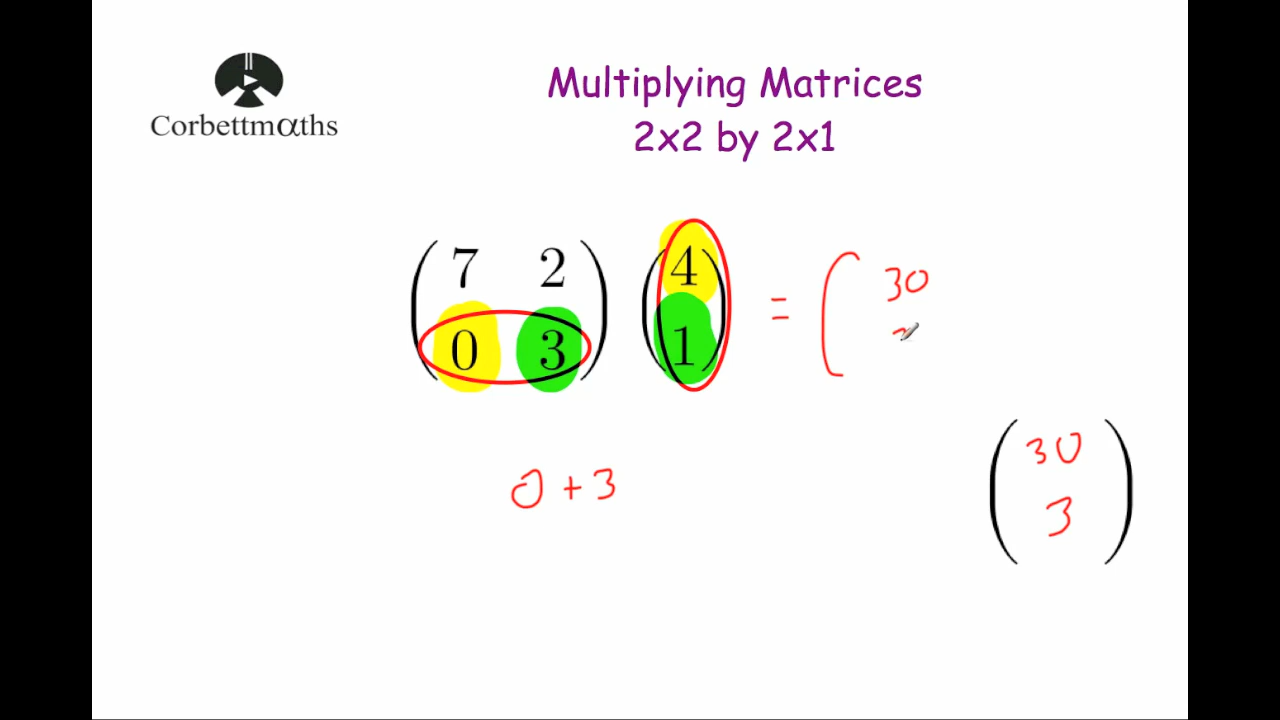 Corbettmαths
Multiplying Matrices
2x2 by 2x1
7 2
0 3
4
1
=
30
0 + 3
30
3